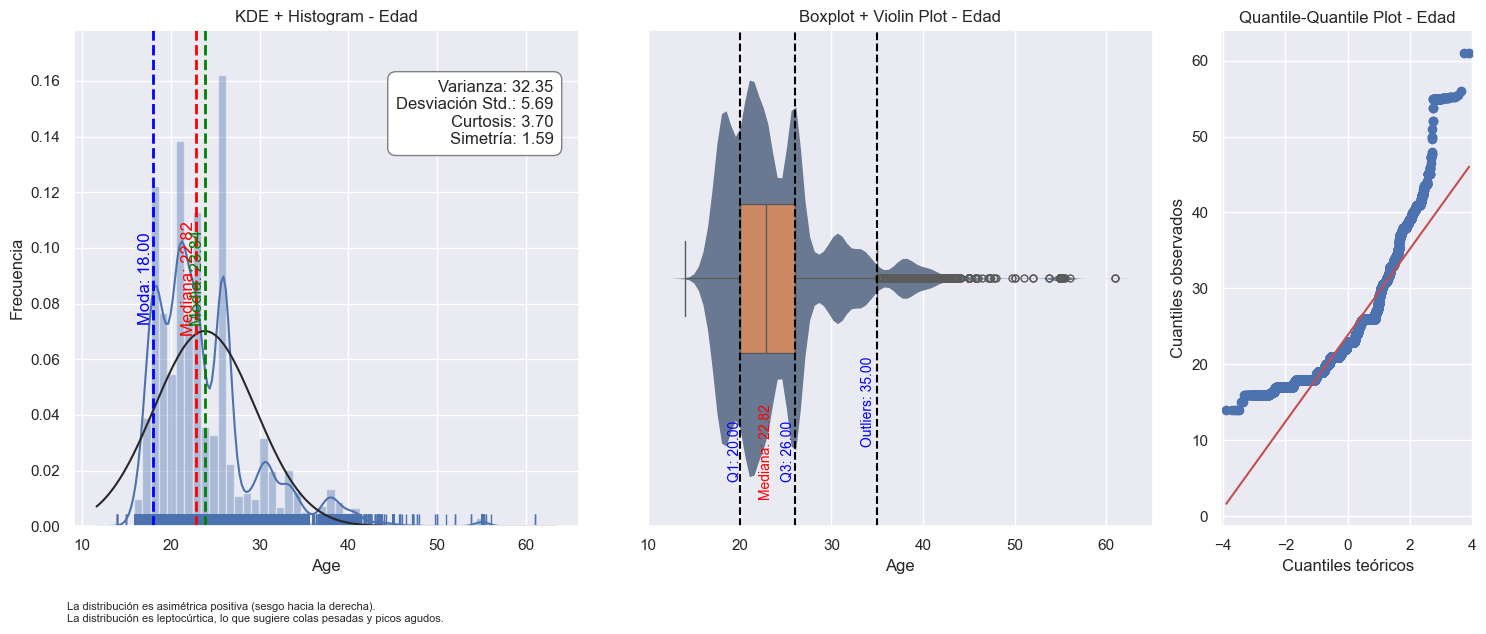 KDE + Histogram - Edad
Frecuencia
0.16
0.14
0.12
0.10
0.08
0.06
0.04
0.02
0.00
Moda: 18.00
Mediana: 22.82
Media: 23.84
Varianza: 32.35
Desviación Std.: 5.69
Curtosis: 3.70
Simetría: 1.59
10 20 30 40 50 60
Age
Boxplot + Violin Plot - Edad
Q1: 20.00
Mediana: 22.82
Q3: 26.00
Outliers: 35.00
10 20 30 40 50 60
Age
Quantile-Quantile Plot - Edad
Cuantiles observados
60
50
40
30
20
10
0
−4 −2 0 2 4
Cuantiles teóricos
La distribución es asimétrica positiva (sesgo hacia la derecha).
La distribución es leptocúrtica, lo que sugiere colas pesadas y picos agudos.